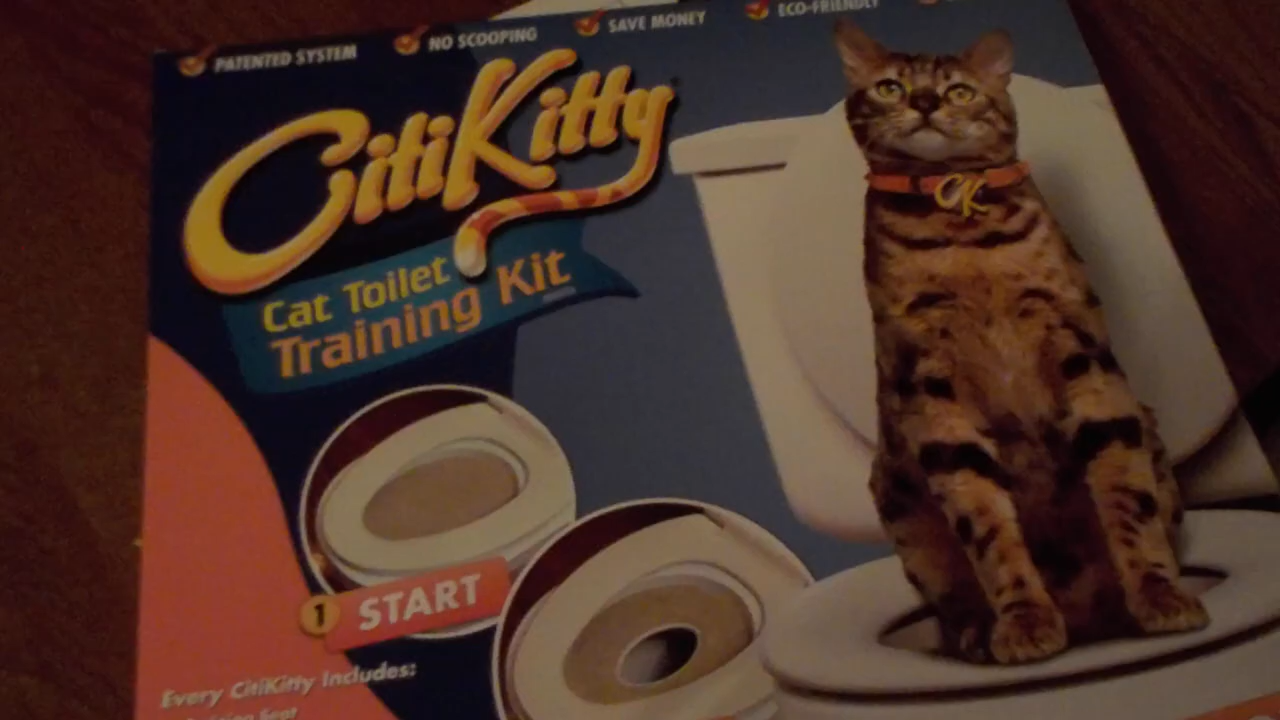 PATENTED SYSTEM
NO SCOOPING
SAVE MONEY
ECO-FRIENDLY
CitiKitty
CK
Cat Toilet
Training Kit
1 START
Every CitiKitty Includes:
Seat